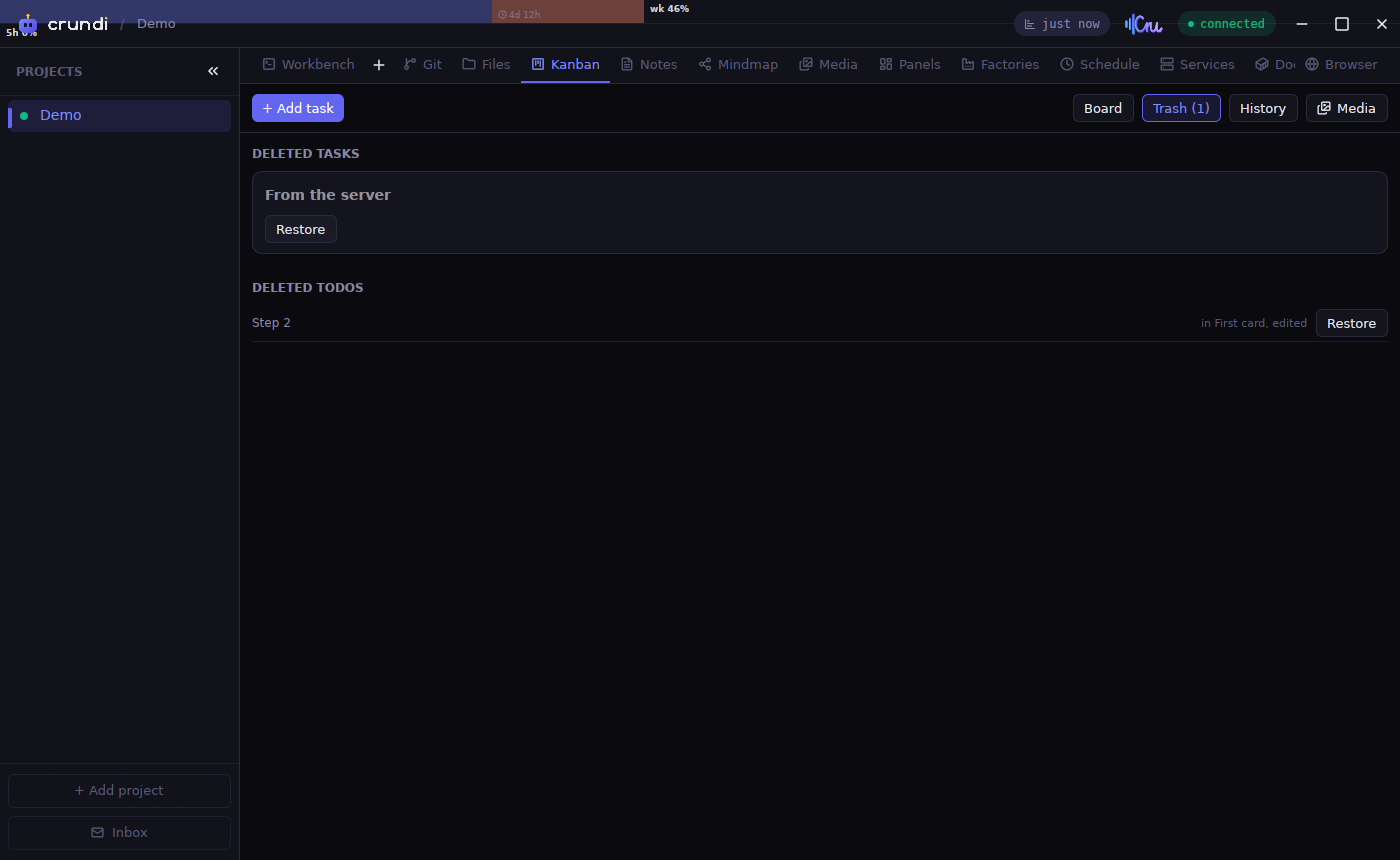 4d 12h
wk 46%
5h
crundi / Demo
just now
Cru
connected
PROJECTS
Workbench
Git
Files
Kanban
Notes
Mindmap
Media
Panels
Factories
Schedule
Services
Do
Browser
Demo
+ Add task
Board
Trash (1)
History
Media
DELETED TASKS
From the server
Restore
DELETED TODOS
Step 2
in First card, edited
Restore
+ Add project
Inbox